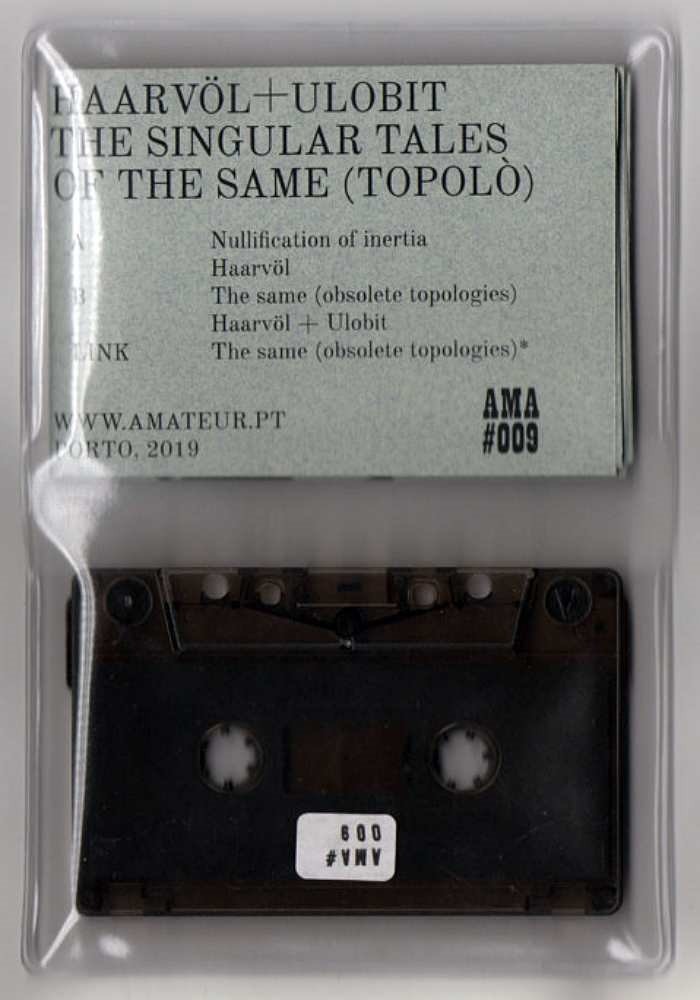 HAARVÖL+ULOBIT
THE SINGULAR TALES
OF THE SAME (TOPOLÒ)
A Nullification of inertia
Haarvöl
B The same (obsolete topologies)
Haarvöl + Ulobit
LINK The same (obsolete topologies)*
WWW.AMATEUR.PT
PORTO, 2019
AMA
#009
AMA#
009